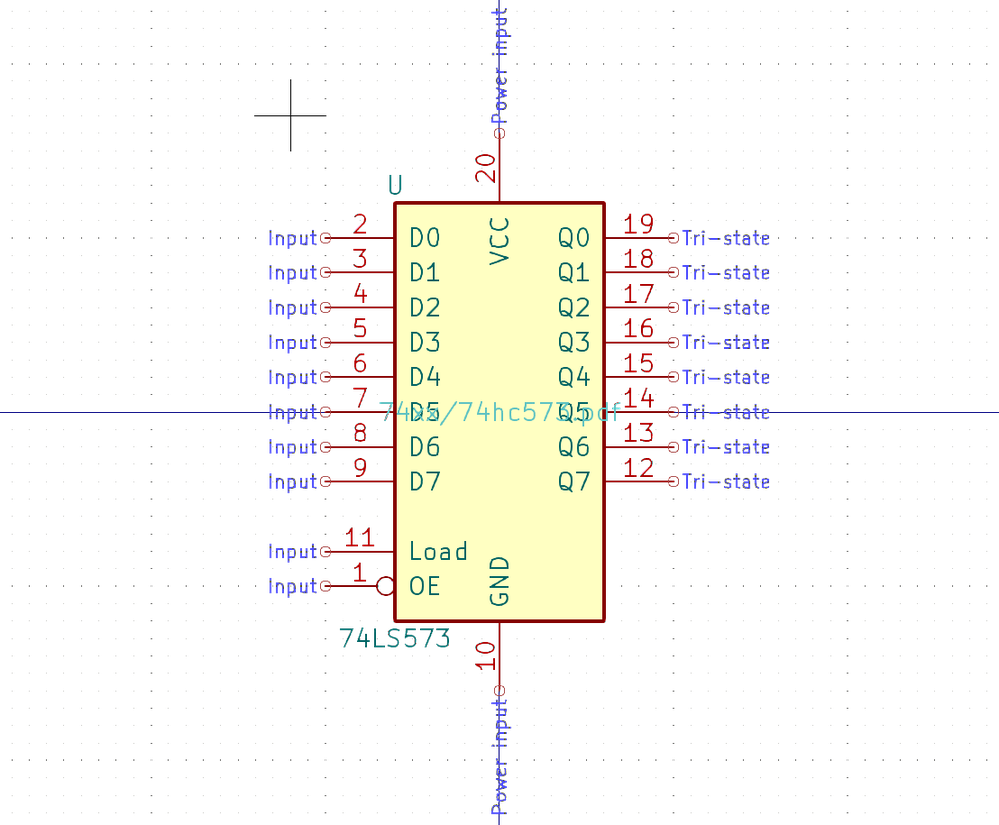 Power input
20
U
VCC
Input 2 D0 Q0 19 Tri-state
Input 3 D1 Q1 18 Tri-state
Input 4 D2 Q2 17 Tri-state
Input 5 D3 Q3 16 Tri-state
Input 6 D4 Q4 15 Tri-state
Input 7 D5 Q5 14 Tri-state
74xx/74hc573.pdf
Input 8 D6 Q6 13 Tri-state
Input 9 D7 Q7 12 Tri-state
Input 11 Load
Input 1 OE
GND
74LS573
10
Power input